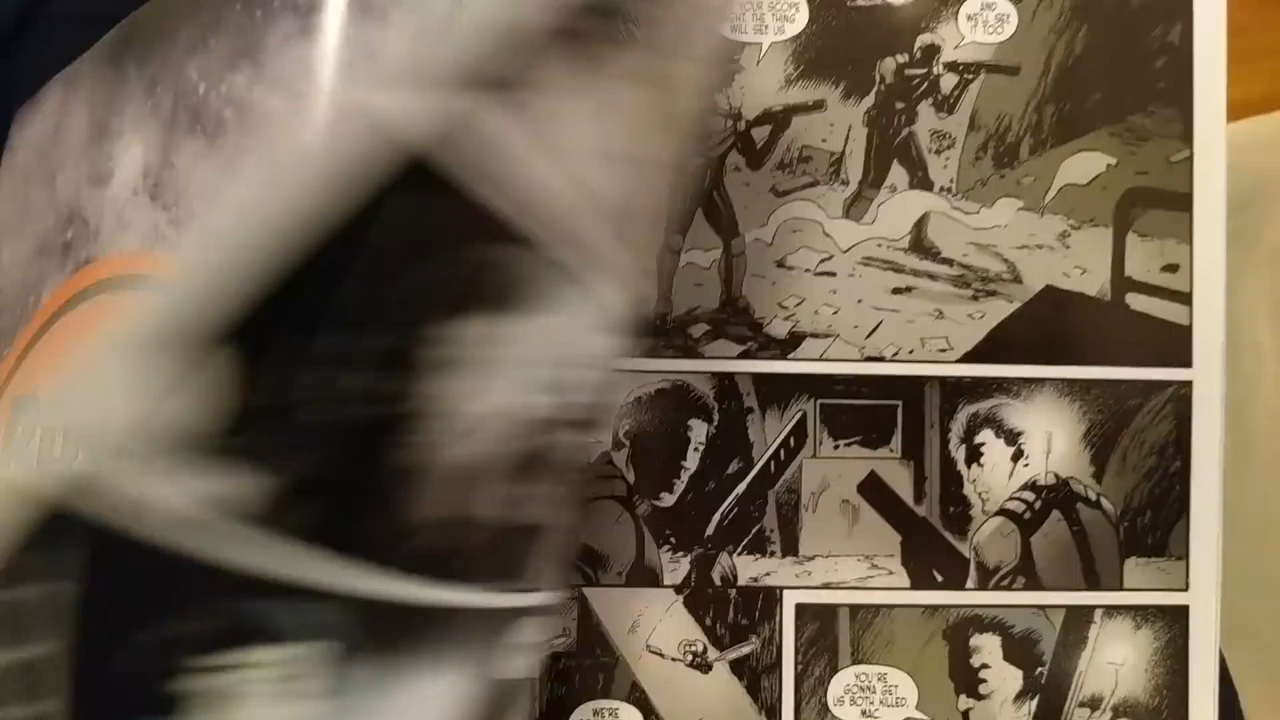 YOUR SCOPE
THE THING
WILL SEE US.
AND
WE'LL SEE
IT TOO.
WE'RE
YOU'RE
GONNA GET
US BOTH KILLED,
MAC.